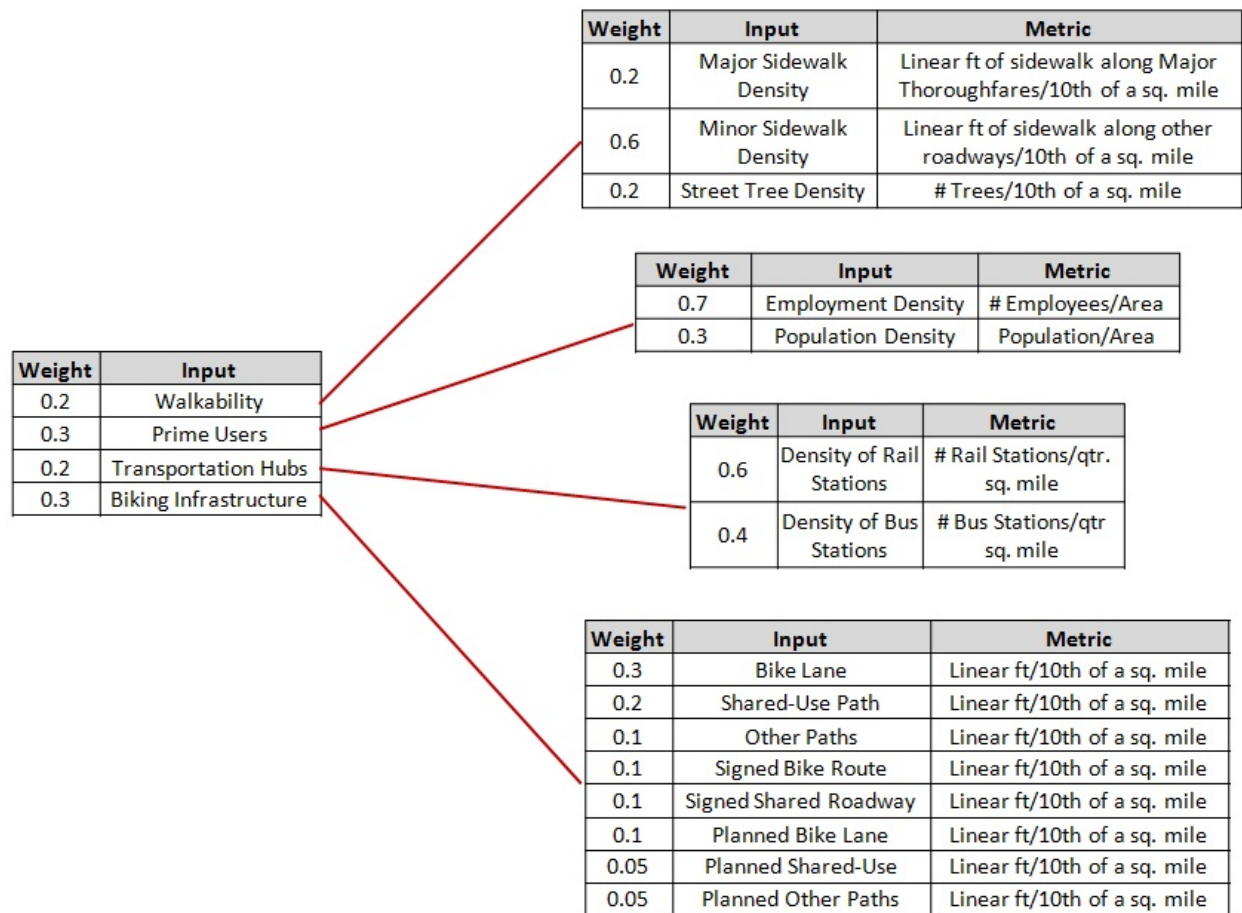 Weight Input Metric
0.2 Major Sidewalk Density Linear ft of sidewalk along Major Thoroughfares/10th of a sq. mile
0.6 Minor Sidewalk Density Linear ft of sidewalk along other roadways/10th of a sq. mile
0.2 Street Tree Density # Trees/10th of a sq. mile
Weight Input Metric
0.7 Employment Density # Employees/Area
0.3 Population Density Population/Area
Weight Input
0.2 Walkability
0.3 Prime Users
0.2 Transportation Hubs
0.3 Biking Infrastructure
Weight Input Metric
0.6 Density of Rail Stations # Rail Stations/qtr. sq. mile
0.4 Density of Bus Stations # Bus Stations/qtr sq. mile
Weight Input Metric
0.3 Bike Lane Linear ft/10th of a sq. mile
0.2 Shared-Use Path Linear ft/10th of a sq. mile
0.1 Other Paths Linear ft/10th of a sq. mile
0.1 Signed Bike Route Linear ft/10th of a sq. mile
0.1 Signed Shared Roadway Linear ft/10th of a sq. mile
0.1 Planned Bike Lane Linear ft/10th of a sq. mile
0.05 Planned Shared-Use Linear ft/10th of a sq. mile
0.05 Planned Other Paths Linear ft/10th of a sq. mile